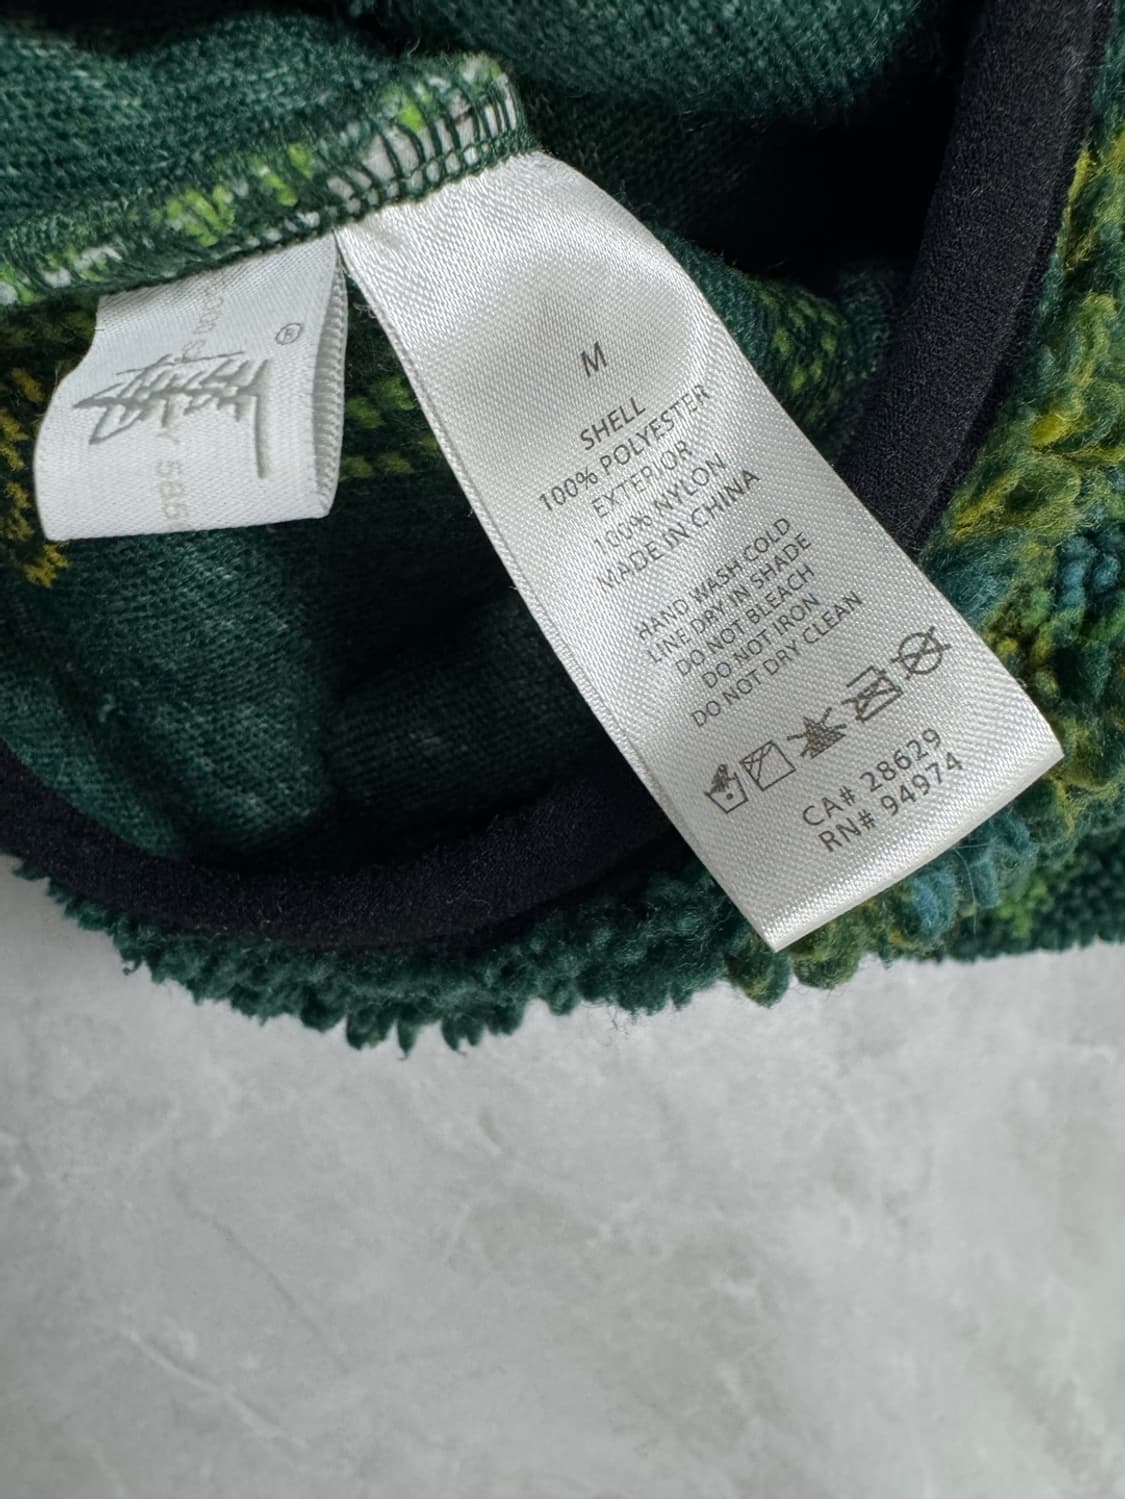 ®
M
SHELL
100% POLYESTER
EXTERIOR
100% NYLON
MADE IN CHINA
HAND WASH COLD
LINE DRY IN SHADE
DO NOT BLEACH
DO NOT IRON
DO NOT DRY CLEAN
CA# 28629
RN# 94974